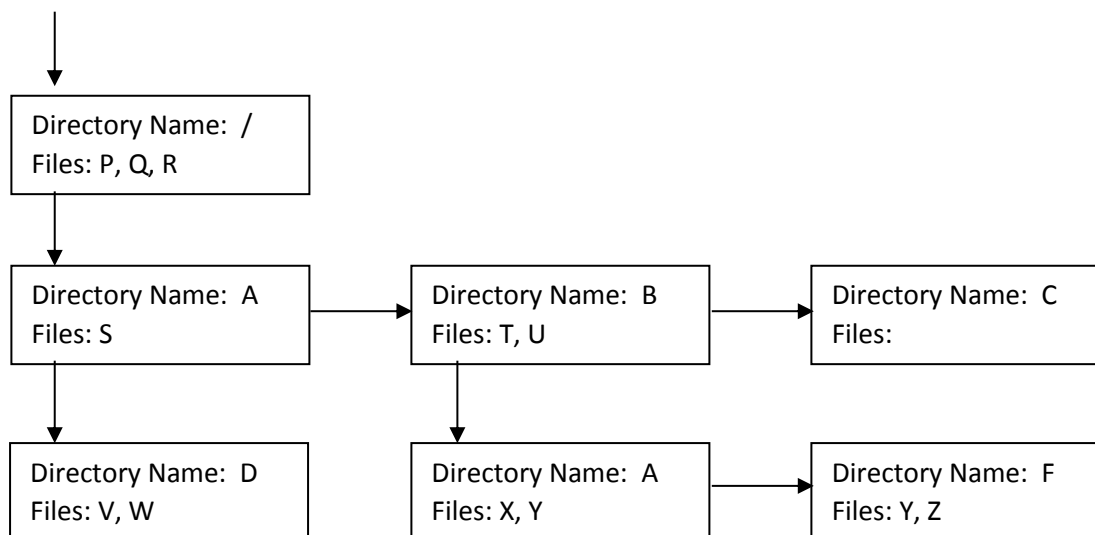 Directory Name: /
Files: P, Q, R
Directory Name: A
Files: S
Directory Name: B
Files: T, U
Directory Name: C
Files:
Directory Name: D
Files: V, W
Directory Name: A
Files: X, Y
Directory Name: F
Files: Y, Z